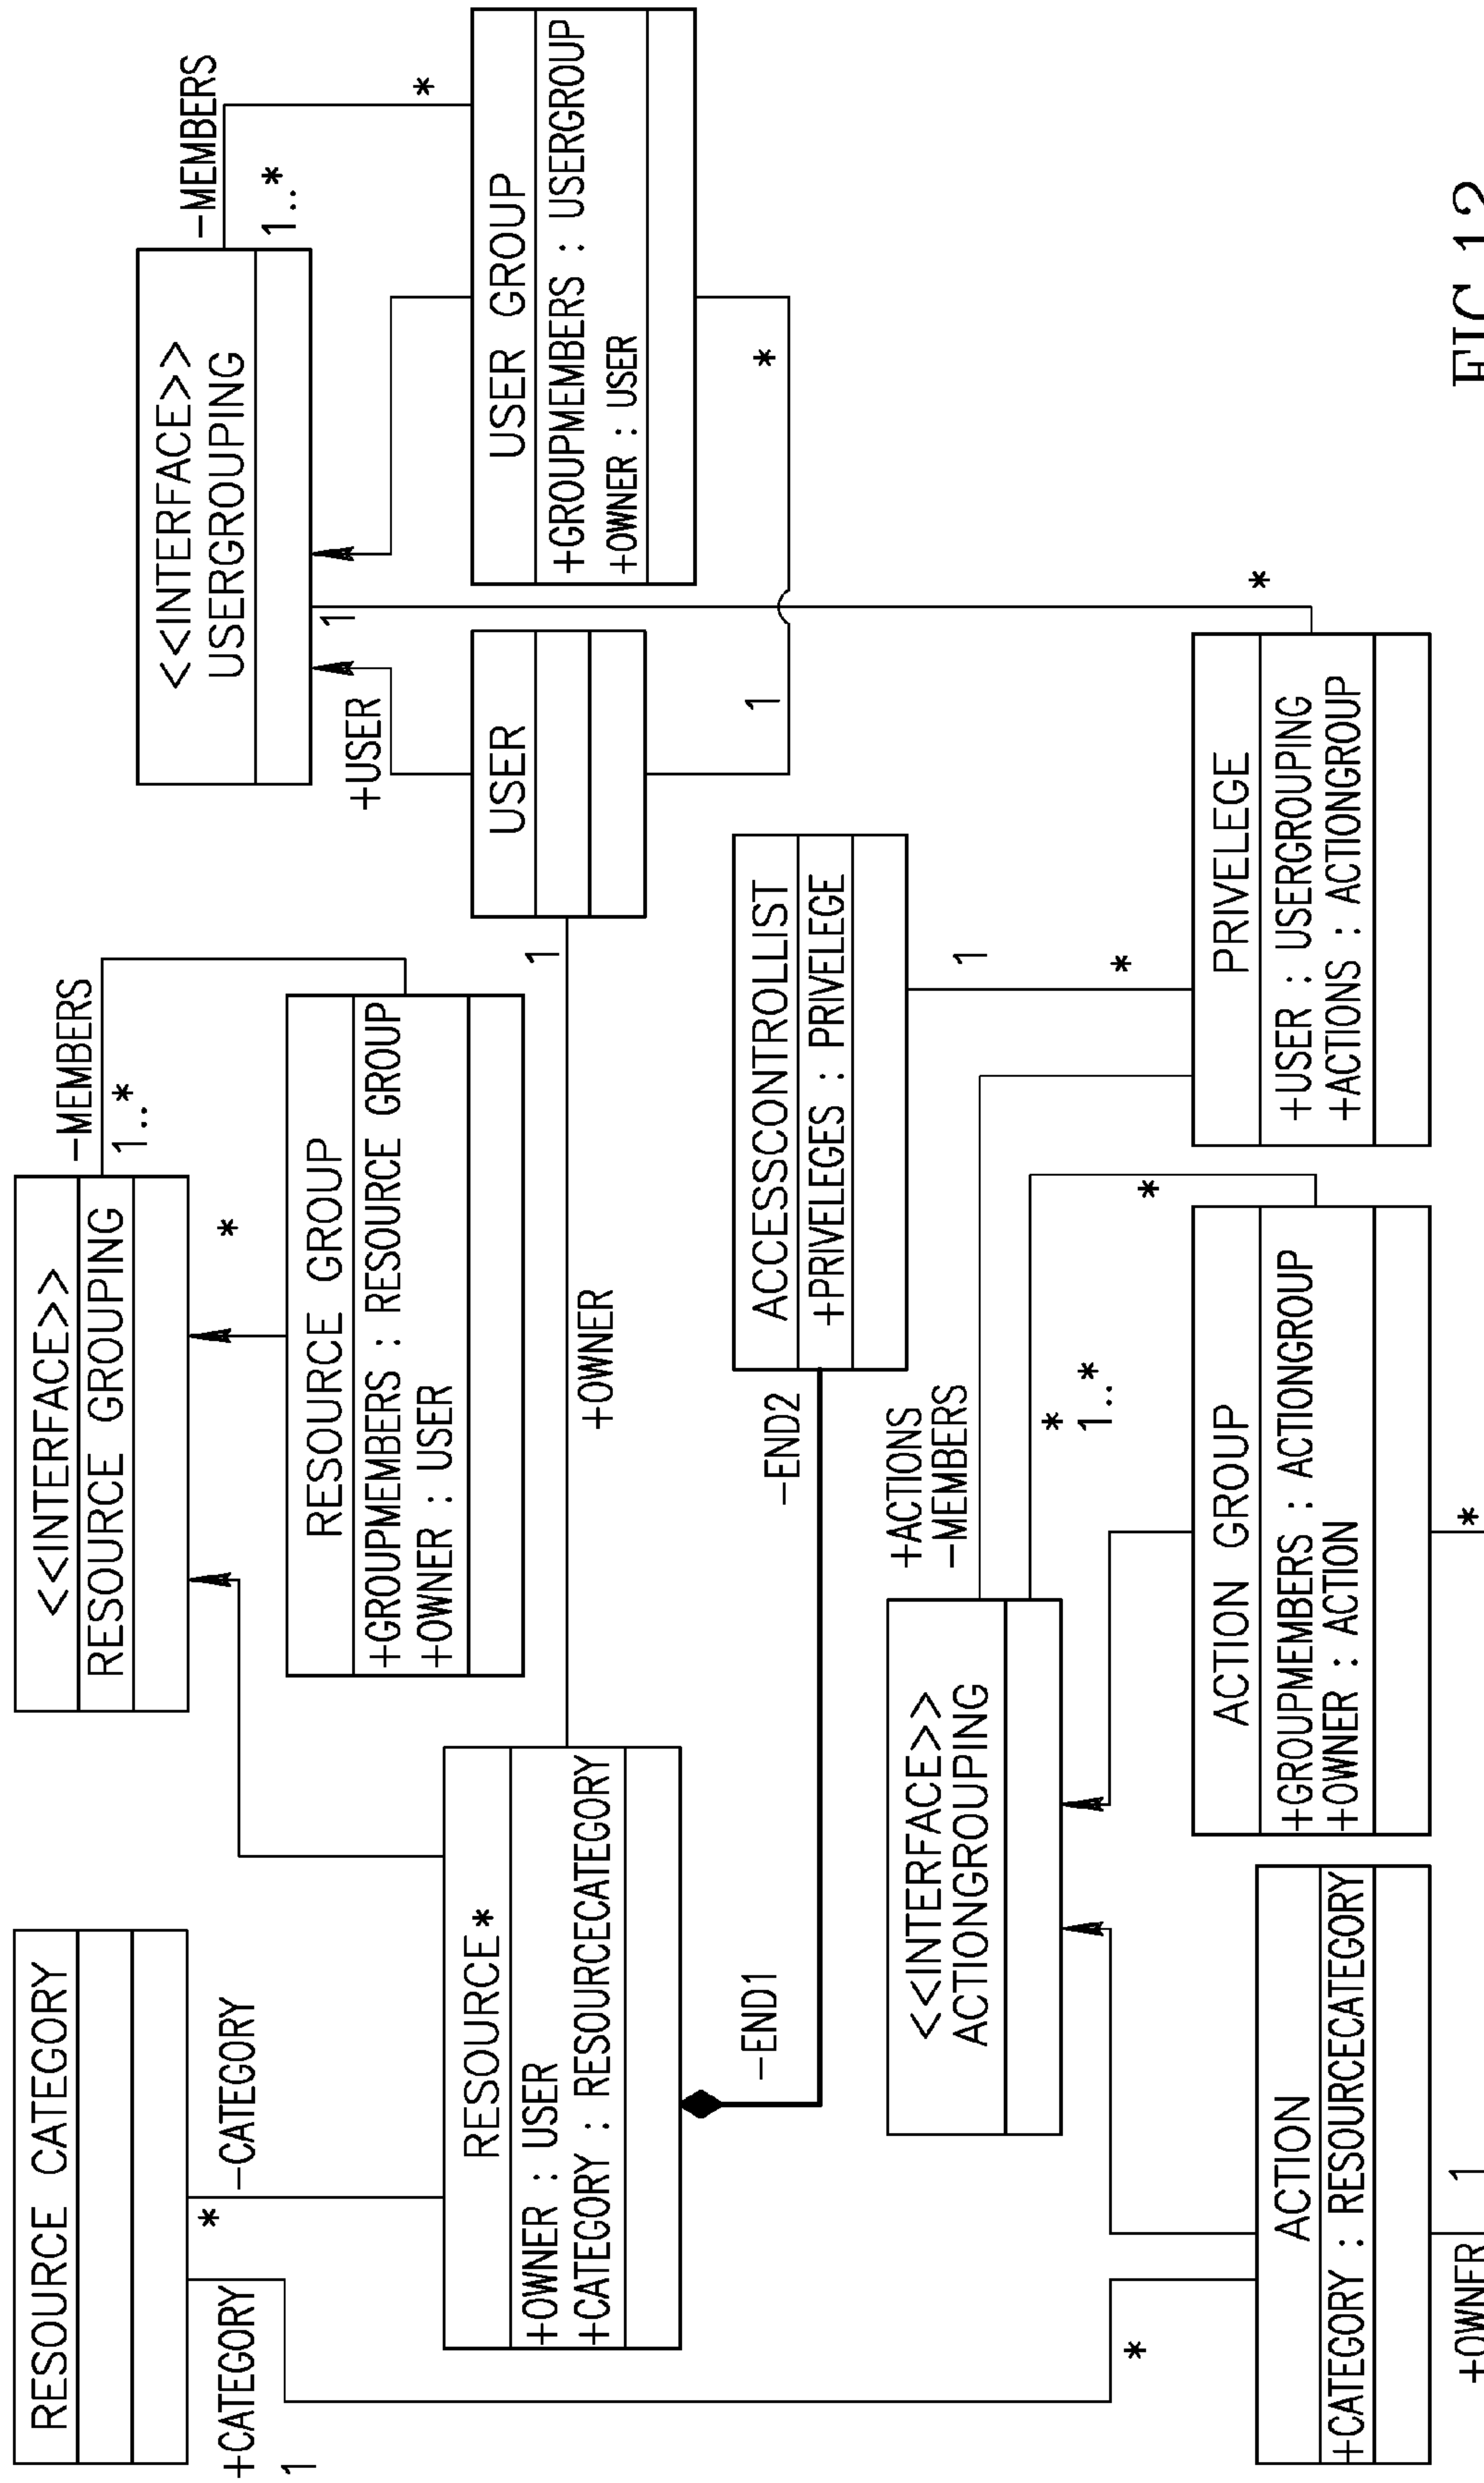 RESOURCE CATEGORY
+CATEGORY
1
*
-CATEGORY
<<INTERFACE>>
RESOURCE GROUPING
-MEMBERS
1..*
*
<<INTERFACE>>
USERGROUPING
-MEMBERS
1..*
*
RESOURCE*
+OWNER : USER
+CATEGORY : RESOURCECATEGORY
RESOURCE GROUP
+GROUPMEMBERS : RESOURCE GROUP
+OWNER : USER
+OWNER
1
+USER
1
USER
USER GROUP
+GROUPMEMBERS : USERGROUP
+OWNER : USER
1
*
-END1
-END2
ACCESSCONTROLLIST
+PRIVELEGES : PRIVELEGE
<<INTERFACE>>
ACTIONGROUPING
+ACTIONS
-MEMBERS
*
1..*
*
1
*
*
*
ACTION
+CATEGORY : RESOURCECATEGORY
ACTION GROUP
+GROUPMEMBERS : ACTIONGROUP
+OWNER : ACTION
PRIVELEGE
+USER : USERGROUPING
+ACTIONS : ACTIONGROUP
+OWNER
1
*
FIG 12